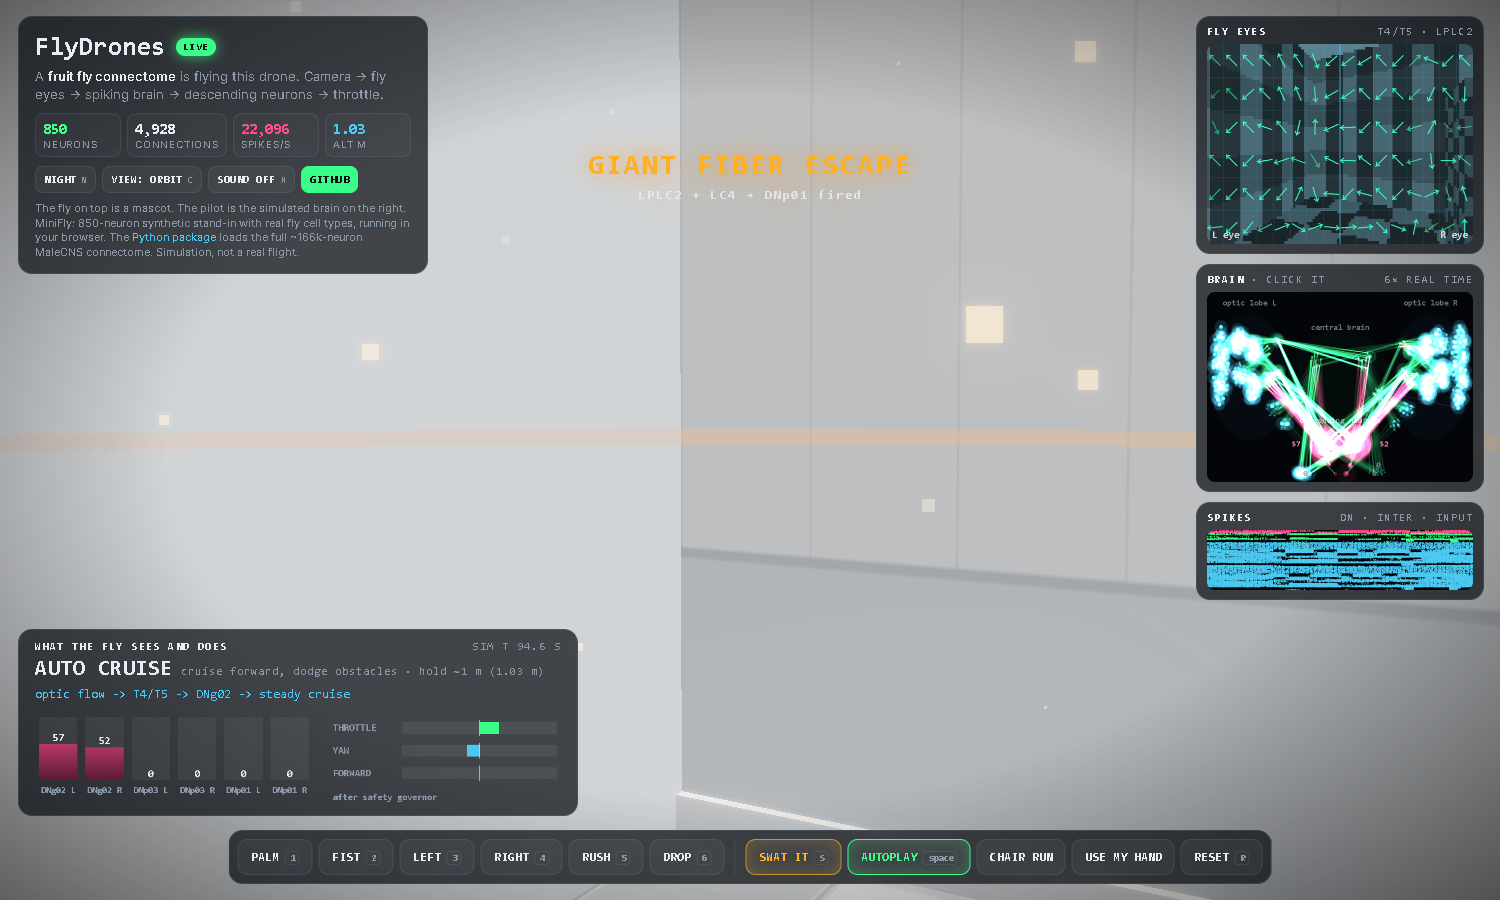 FlyDrones LIVE
A fruit fly connectome is flying this drone. Camera → fly
eyes → spiking brain → descending neurons → throttle.
850 4,928 22,096 1.03
NEURONS CONNECTIONS SPIKES/S ALT M
NIGHT N VIEW: ORBIT C SOUND OFF GITHUB
The fly on top is a mascot. The pilot is the simulated brain on the right.
MiniFly: 850-neuron synthetic stand-in with real fly cell types, running in
your browser. The Python package loads the full ~166k-neuron
MaleCNS connectome. Simulation, not a real flight.
GIANT FIBER ESCAPE
LPLC2 + LC4 → DNp01 fired
FLY EYES T4/T5 · LPLC2
L eye R eye
BRAIN · CLICK IT 6× REAL TIME
optic lobe L optic lobe R
central brain
57 52
SPIKES DN · INTER · INPUT
WHAT THE FLY SEES AND DOES SIM T 94.6 S
AUTO CRUISE cruise forward, dodge obstacles · hold ~1 m (1.03 m)
optic flow -> T4/T5 -> DNg02 -> steady cruise
57 52 0 0 0 0
DNg02 L DNg02 R DNp03 L DNp03 R DNp01 L DNp01 R
THROTTLE
YAW
FORWARD
after safety governor
PALM 1 FIST 2 LEFT 3 RIGHT 4 RUSH 5 DROP 6 SWAT IT S AUTOPLAY space CHAIR RUN USE MY HAND RESET R